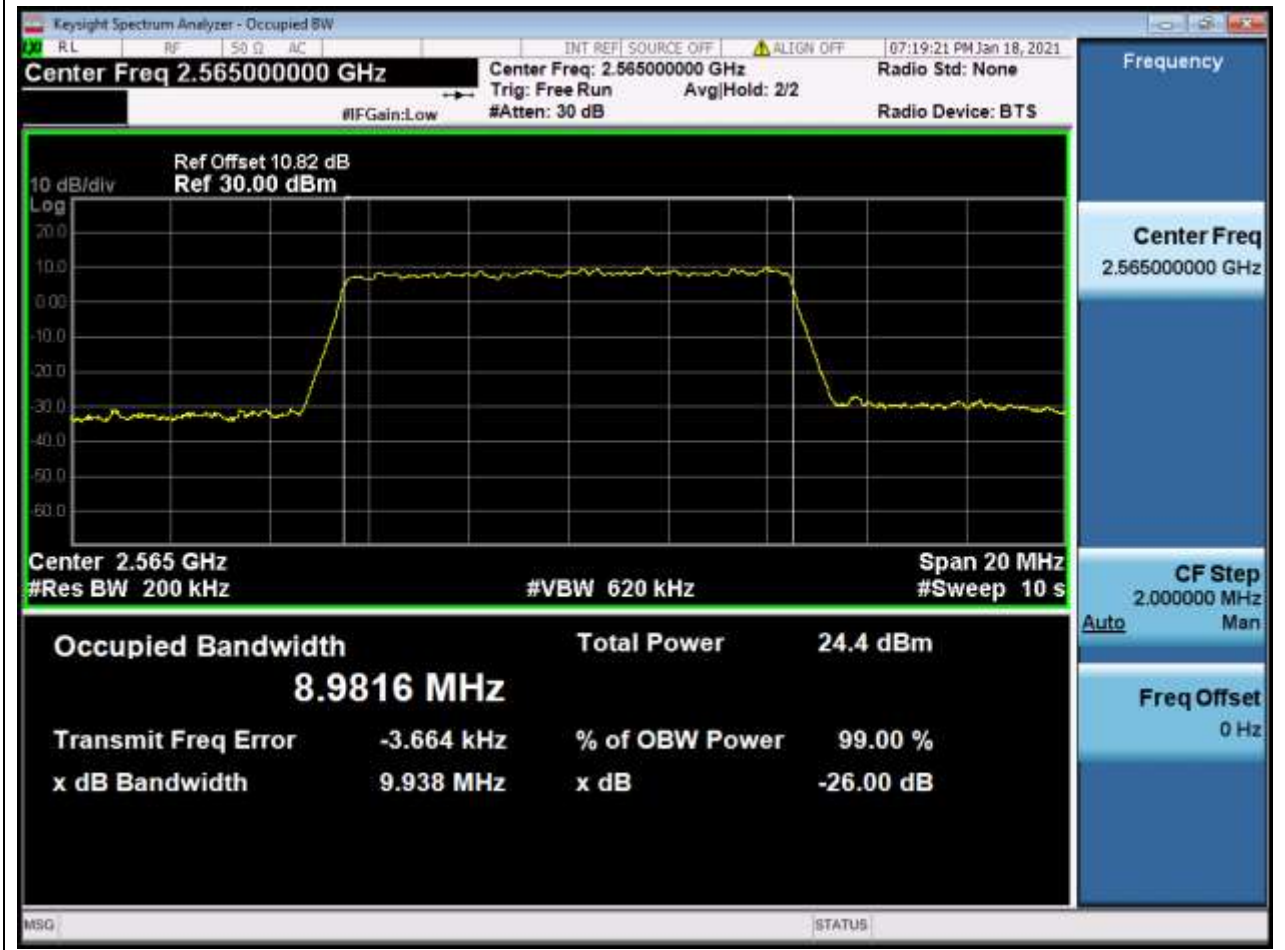 Keysight Spectrum Analyzer - Occupied BW
LXI RL RF 50 Ω AC INT REF SOURCE OFF ALIGN OFF 07:19:21 PM Jan 18, 2021
Center Freq 2.565000000 GHz
Center Freq: 2.565000000 GHz
Radio Std: None
Trig: Free Run Avg|Hold: 2/2
#IFGain:Low
#Atten: 30 dB
Radio Device: BTS
Frequency
Ref Offset 10.82 dB
10 dB/div Ref 30.00 dBm
Log
20.0
10.0
0.00
-10.0
-20.0
-30.0
-40.0
-50.0
-60.0
Center 2.565 GHz Span 20 MHz
#Res BW 200 kHz #VBW 620 kHz #Sweep 10 s
Center Freq
2.565000000 GHz
CF Step
2.000000 MHz
Auto Man
Freq Offset
0 Hz
Occupied Bandwidth Total Power 24.4 dBm
8.9816 MHz
Transmit Freq Error -3.664 kHz % of OBW Power 99.00 %
x dB Bandwidth 9.938 MHz x dB -26.00 dB
MSG STATUS